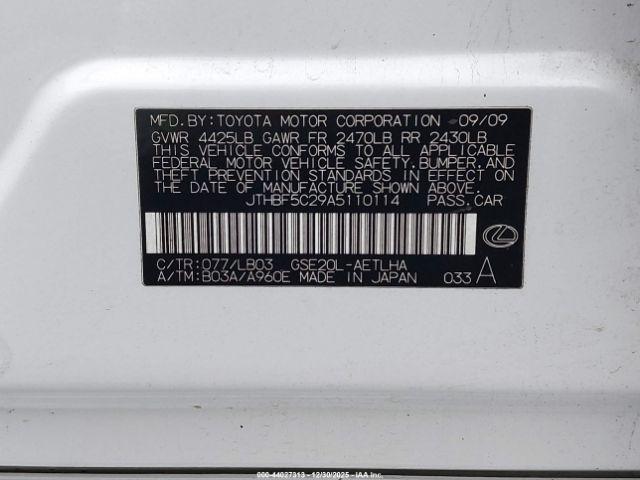 MFD. BY: TOYOTA MOTOR CORPORATION 09/09
GVWR 4425LB GAWR FR 2470LB RR 2430LB
THIS VEHICLE CONFORMS TO ALL APPLICABLE
FEDERAL MOTOR VEHICLE SAFETY, BUMPER, AND
THEFT PREVENTION STANDARDS IN EFFECT ON
THE DATE OF MANUFACTURE SHOWN ABOVE.
JTHBF5C29A5110114 PASS. CAR
C/TR: 077/LB03 GSE20L-AETLHA
A/TM: B03A/A960E MADE IN JAPAN 033 A
000-44027313 - 12/30/2025 - IAA Inc.